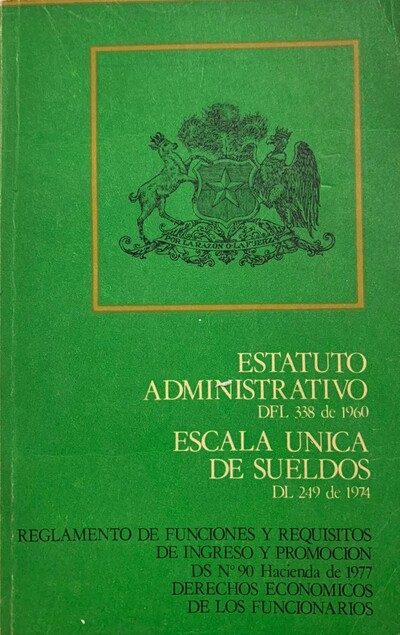 POR LA RAZON O LA FUERZA
ESTATUTO
ADMINISTRATIVO
DFL 338 de 1960
ESCALA UNICA
DE SUELDOS
DL 249 de 1974
REGLAMENTO DE FUNCIONES Y REQUISITOS
DE INGRESO Y PROMOCION
DS Nº 90 Hacienda de 1977
DERECHOS ECONOMICOS
DE LOS FUNCIONARIOS